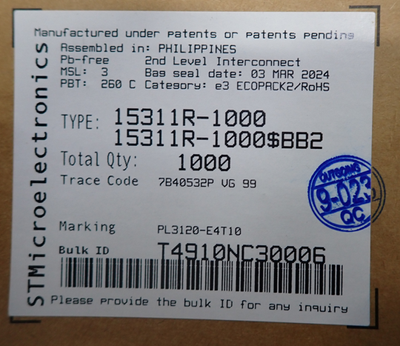 Manufactured under patents or patents pending
Assembled in: PHILIPPINES
Pb-free 2nd Level Interconnect
MSL: 3 Bag seal date: 03 MAR 2024
PBT: 260 C Category: e3 ECOPACK2/RoHS
TYPE: 15311R-1000
15311R-1000$BB2
Total Qty: 1000
Trace Code 7B40532P VG 99
Marking PL3120-E4T10
Bulk ID T4910NC30006
Please provide the bulk ID for any inquiry
STMicroelectronics
OUTGOING
9-023
QC